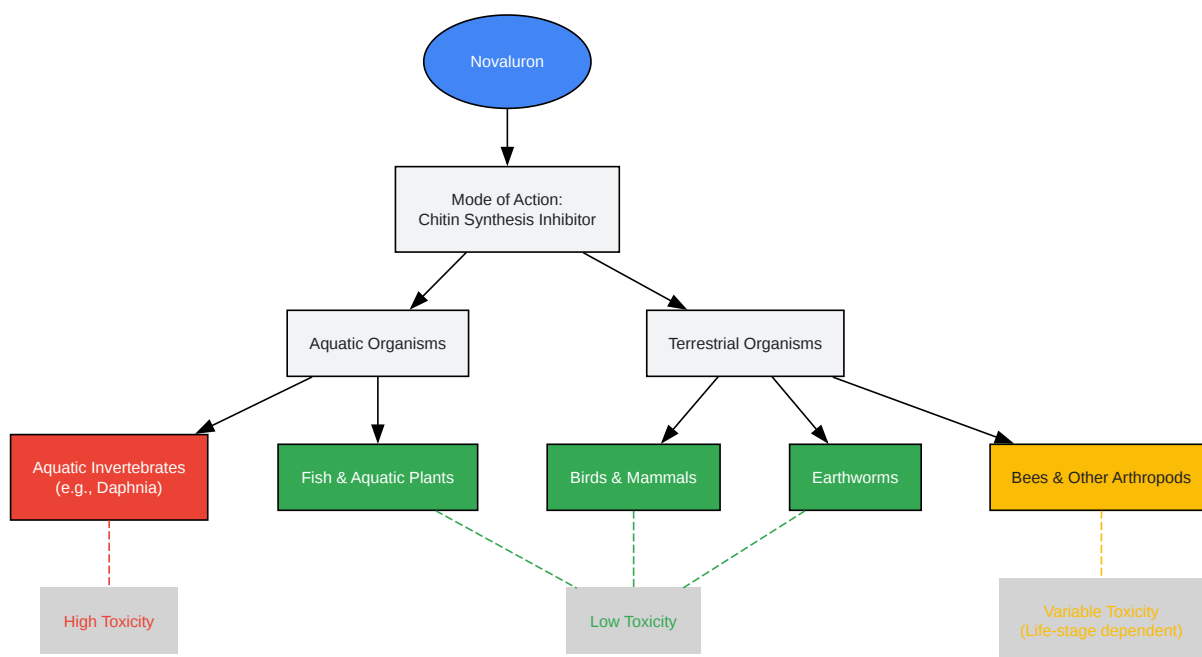 Novaluron
Mode of Action:
Chitin Synthesis Inhibitor
Aquatic Organisms
Terrestrial Organisms
Aquatic Invertebrates
(e.g., Daphnia)
Fish & Aquatic Plants
Birds & Mammals
Earthworms
Bees & Other Arthropods
High Toxicity
Low Toxicity
Variable Toxicity
(Life-stage dependent)